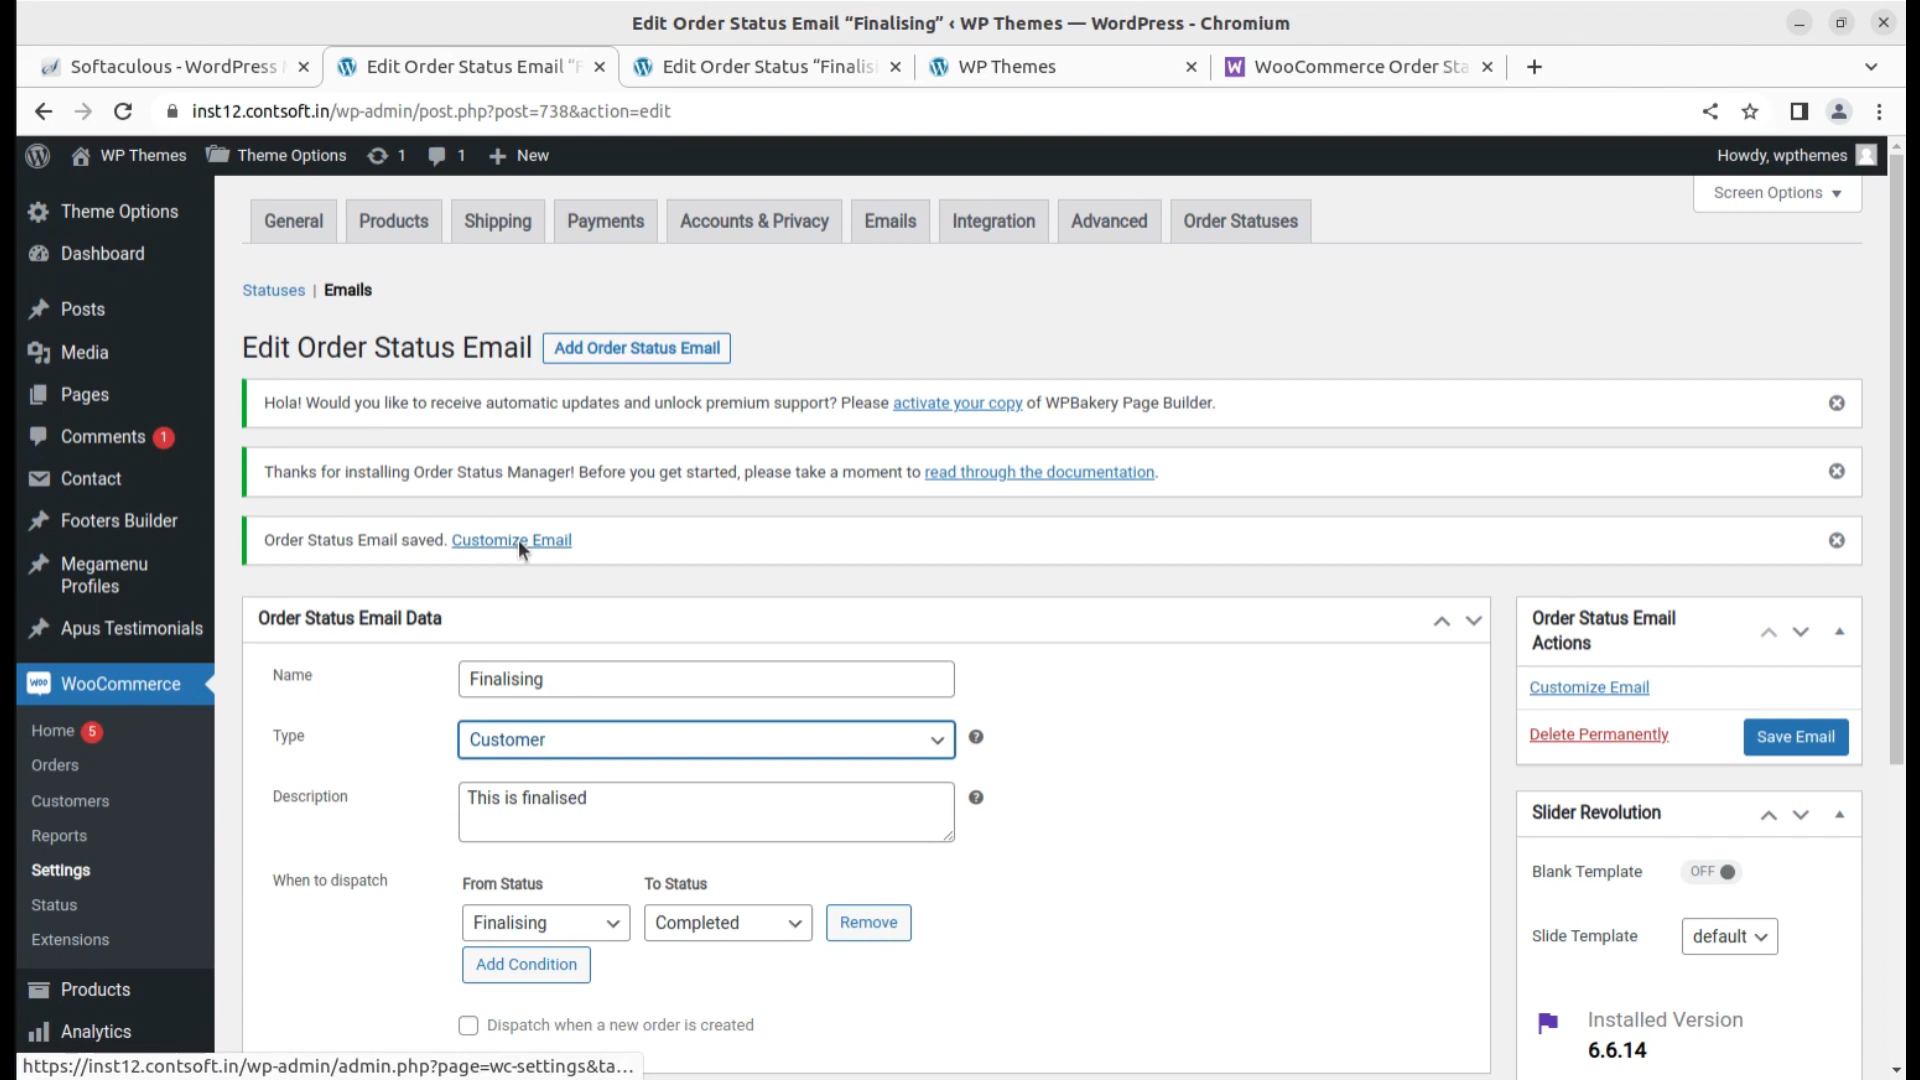 Edit Order Status Email “Finalising” ‹ WP Themes — WordPress - Chromium
Softaculous - WordPress
Edit Order Status Email “F
Edit Order Status “Finalis
WP Themes
WooCommerce Order Sta
inst12.contsoft.in/wp-admin/post.php?post=738&action=edit
WP Themes
Theme Options
1
1
New
Howdy, wpthemes
Screen Options
Theme Options
Dashboard
Posts
Media
Pages
Comments 1
Contact
Footers Builder
Megamenu
Profiles
Apus Testimonials
WooCommerce
Home 5
Orders
Customers
Reports
Settings
Status
Extensions
Products
Analytics
General
Products
Shipping
Payments
Accounts & Privacy
Emails
Integration
Advanced
Order Statuses
Statuses | Emails
Edit Order Status Email
Add Order Status Email
Hola! Would you like to receive automatic updates and unlock premium support? Please activate your copy of WPBakery Page Builder.
Thanks for installing Order Status Manager! Before you get started, please take a moment to read through the documentation.
Order Status Email saved. Customize Email
Order Status Email Data
Name
Finalising
Type
Customer
Description
This is finalised
When to dispatch
From Status
To Status
Finalising
Completed
Remove
Add Condition
Dispatch when a new order is created
Order Status Email
Actions
Customize Email
Delete Permanently
Save Email
Slider Revolution
Blank Template
OFF
Slide Template
default
Installed Version
6.6.14
https://inst12.contsoft.in/wp-admin/admin.php?page=wc-settings&ta...